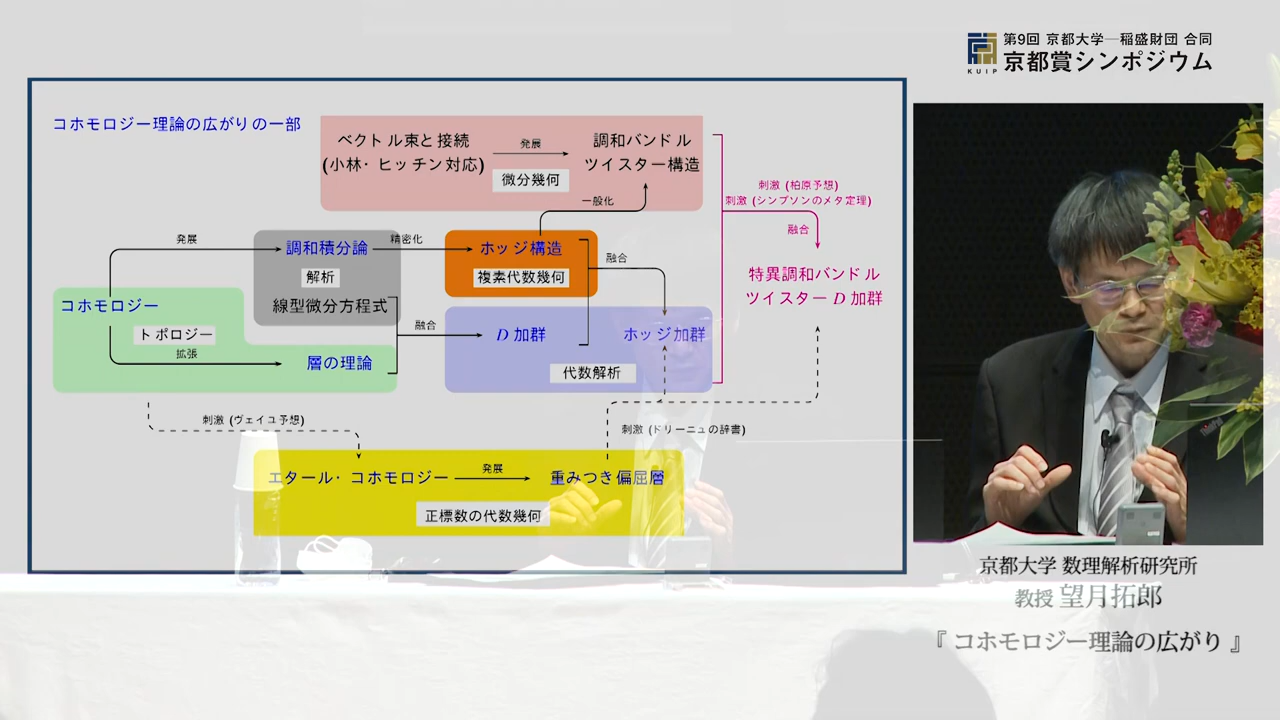 第9回 京都大学―稲盛財団 合同
京都賞シンポジウム
KUIP
コホモロジー理論の広がりの一部
ベクトル束と接続
(小林・ヒッチン対応)
発展
微分幾何
調和バンドル
ツイスター構造
一般化
刺激 (柏原予想)
刺激 (シンプソンのメタ定理)
融合
発展
調和積分論
精密化
ホッジ構造
解析
複素代数幾何
融合
特異調和バンドル
ツイスター D 加群
コホモロジー
線型微分方程式
トポロジー
融合
D 加群
ホッジ加群
拡張
層の理論
代数解析
刺激 (ヴェイユ予想)
刺激 (ドリーニュの辞書)
エタール・コホモロジー
発展
重みつき偏屈層
正標数の代数幾何
京都大学 数理解析研究所
教授 望月拓郎
『 コホモロジー理論の広がり 』